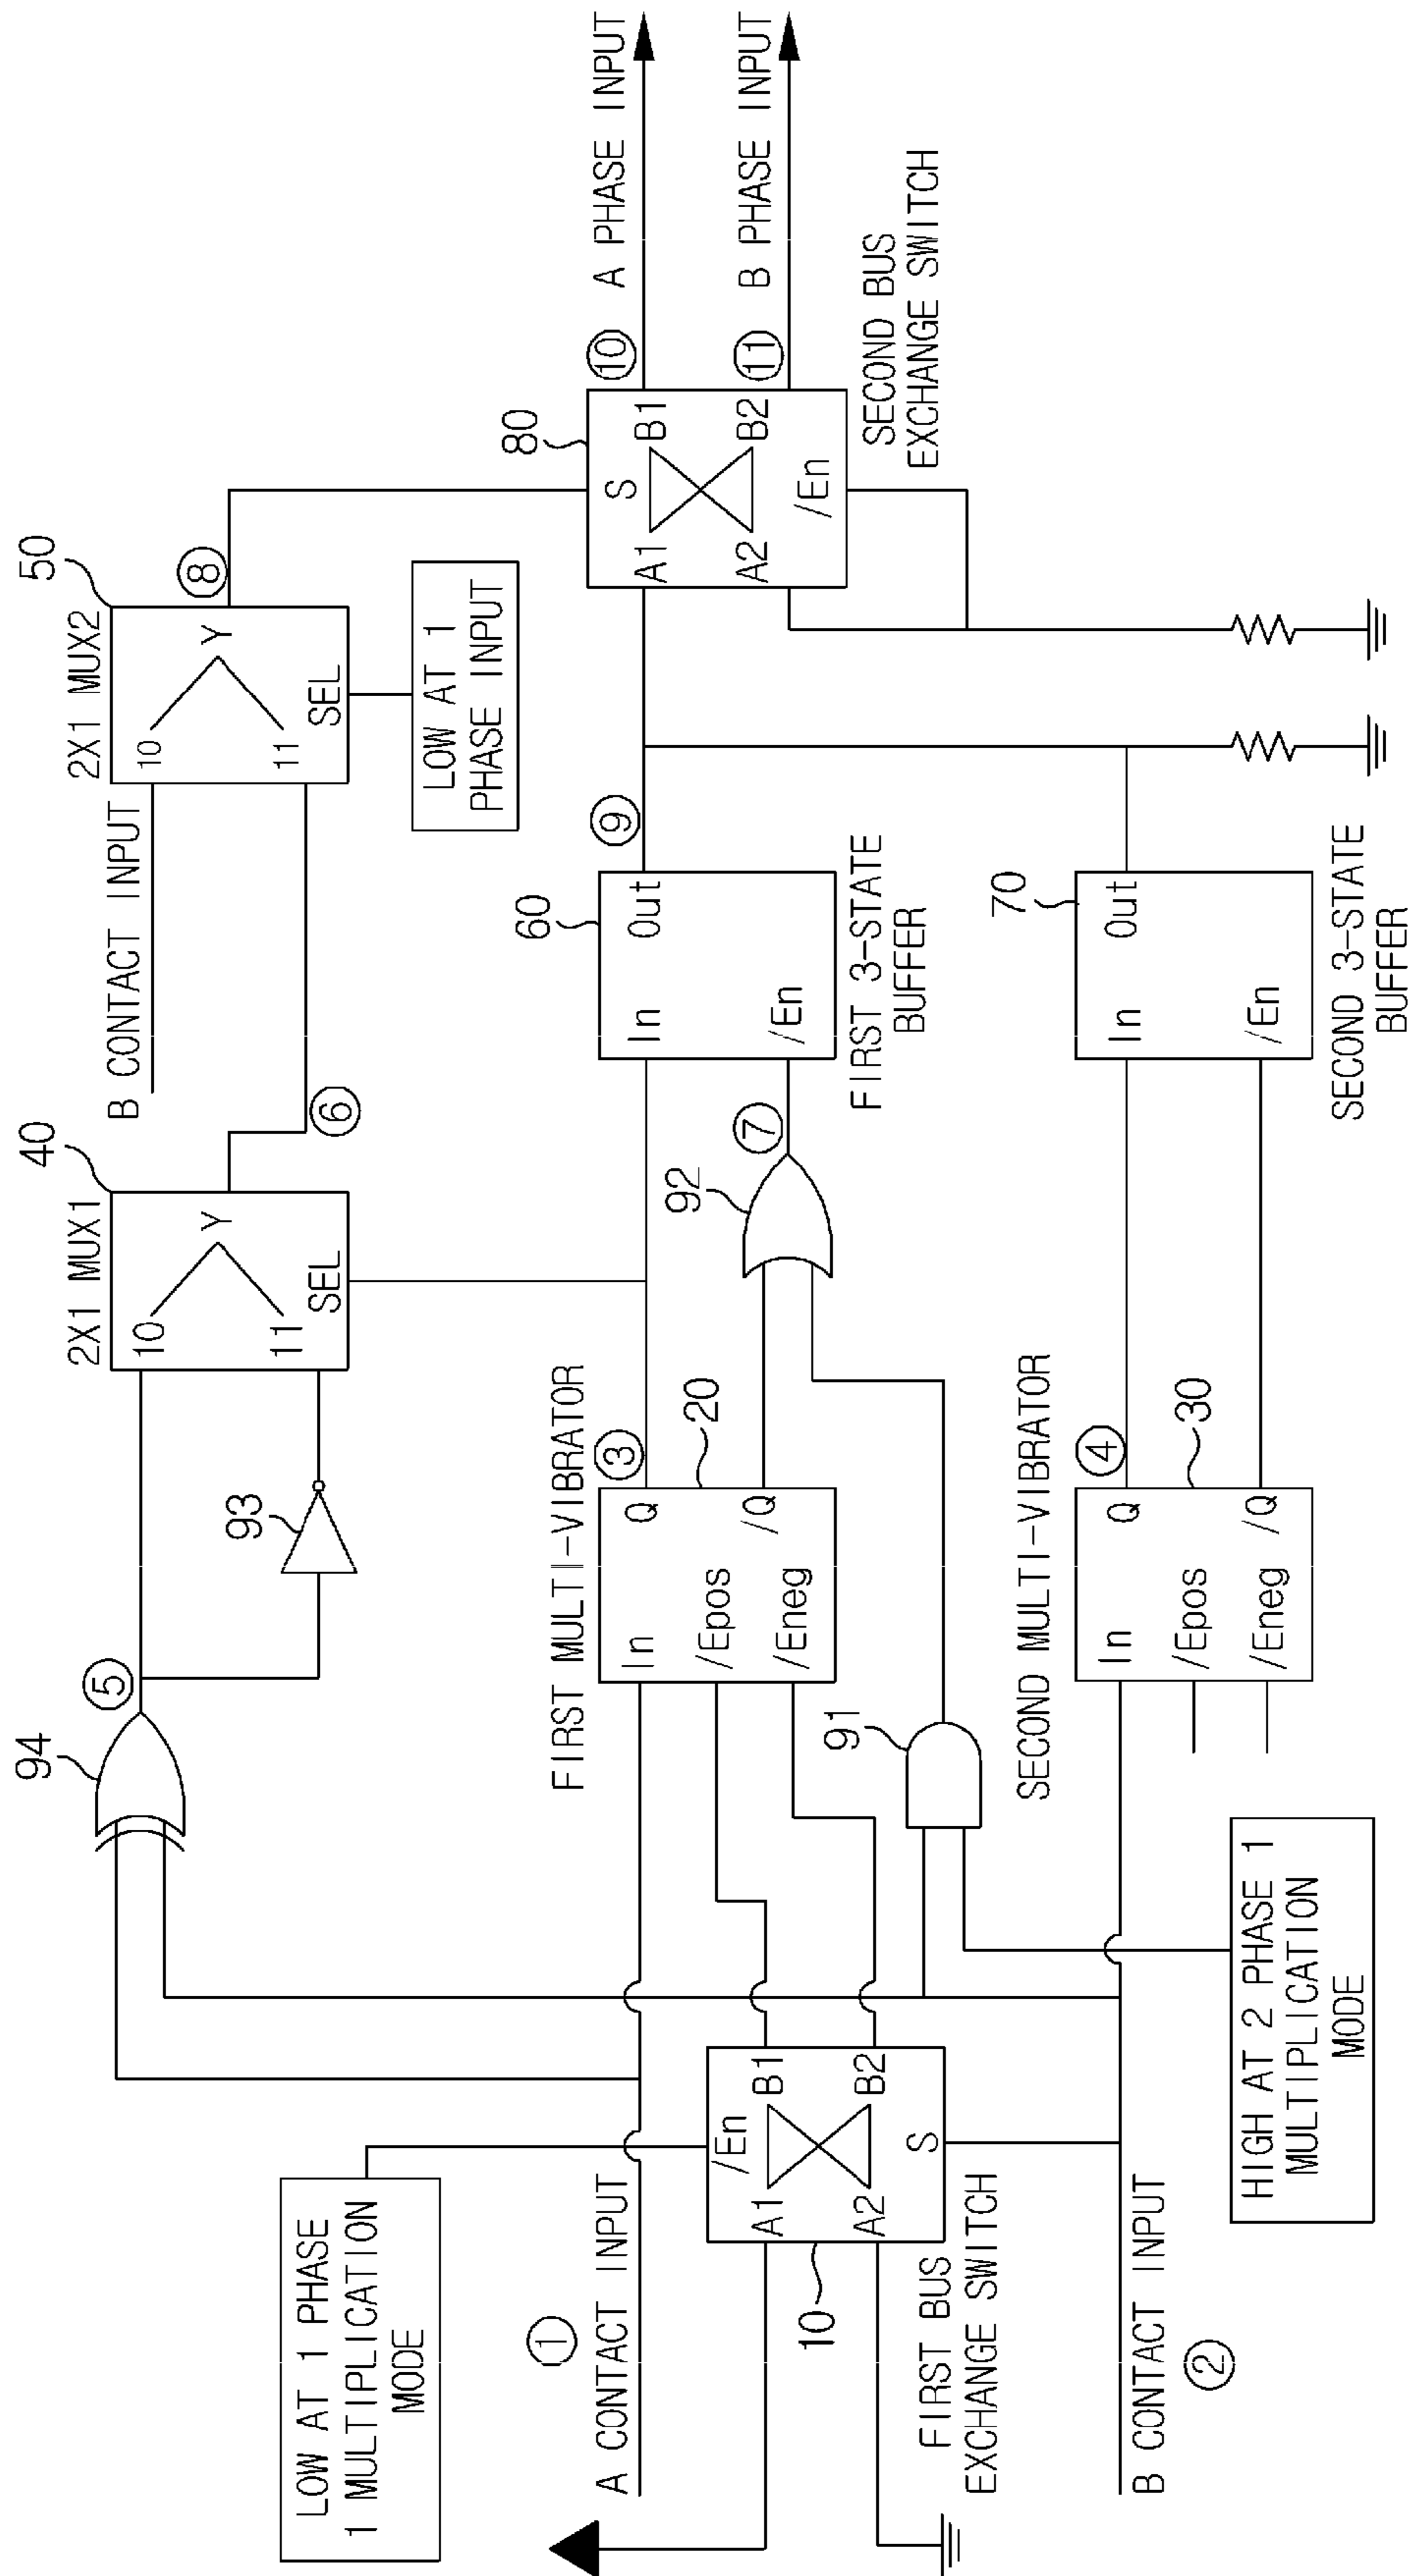 LOW AT 1 PHASE
1 MULTIPLICATION
MODE
A CONTACT INPUT
①
/En
A1
B1
A2
B2
S
10
FIRST BUS
EXCHANGE SWITCH
B CONTACT INPUT
②
94
⑤
93
2X1 MUX1
40
10
11
Y
SEL
⑥
B CONTACT INPUT
2X1 MUX2
50
10
11
Y
SEL
⑧
LOW AT 1
PHASE INPUT
FIRST MULTI-VIBRATOR
In
/Epos
/Eneg
Q
/Q
③
20
91
92
⑦
60
In
Out
/En
⑨
FIRST 3-STATE
BUFFER
HIGH AT 2 PHASE 1
MULTIPLICATION
MODE
SECOND MULTI-VIBRATOR
In
/Epos
/Eneg
Q
/Q
④
30
70
In
Out
/En
SECOND 3-STATE
BUFFER
80
S
A1
B1
A2
B2
/En
SECOND BUS
EXCHANGE SWITCH
⑩
A PHASE INPUT
⑪
B PHASE INPUT